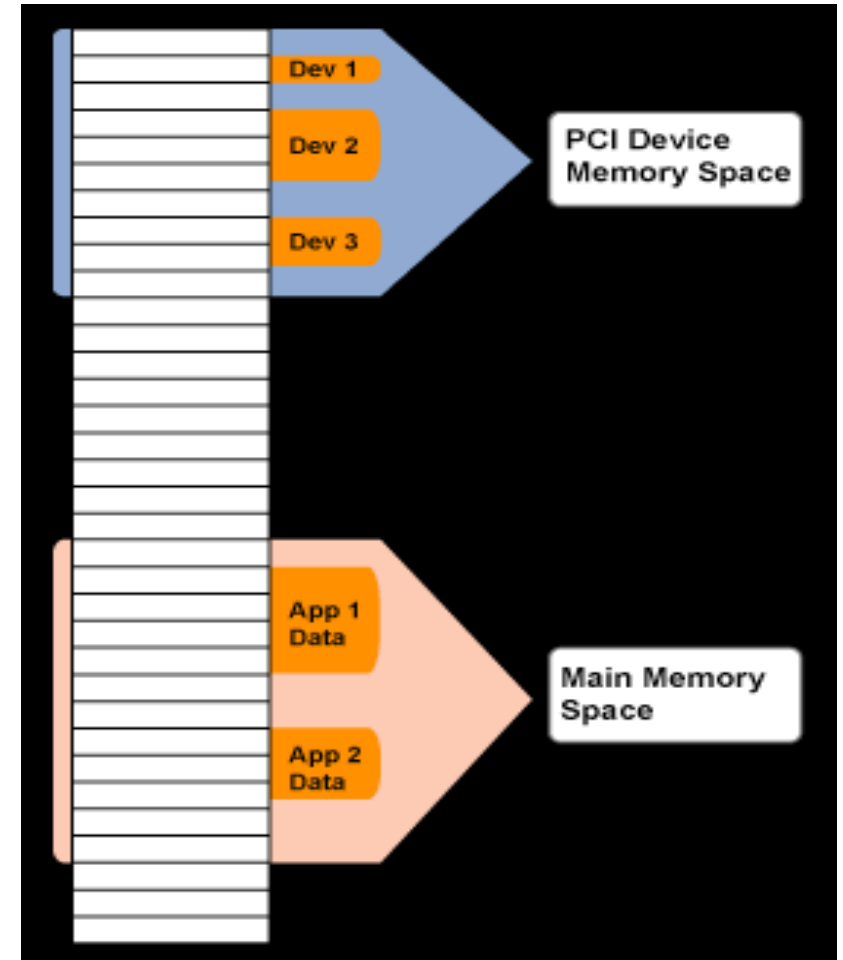 Dev 1
Dev 2
Dev 3
PCI Device
Memory Space
App 1
Data
App 2
Data
Main Memory
Space